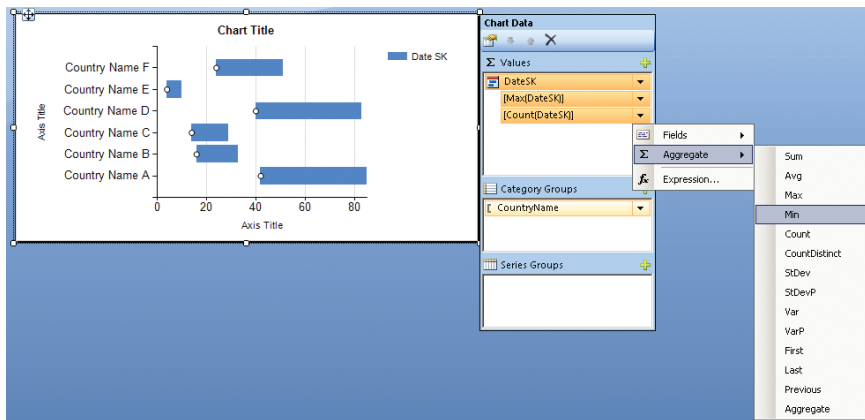 Chart Title
Date SK
Country Name F
Country Name E
Country Name D
Country Name C
Country Name B
Country Name A
Axis Title
0 20 40 60 80
Axis Title
Chart Data
Σ Values
DateSK
[Max(DateSK)]
[Count(DateSK)]
Category Groups
[ CountryName
Series Groups
Fields
Σ Aggregate
fx Expression...
Sum
Avg
Max
Min
Count
CountDistinct
StDev
StDevP
Var
VarP
First
Last
Previous
Aggregate